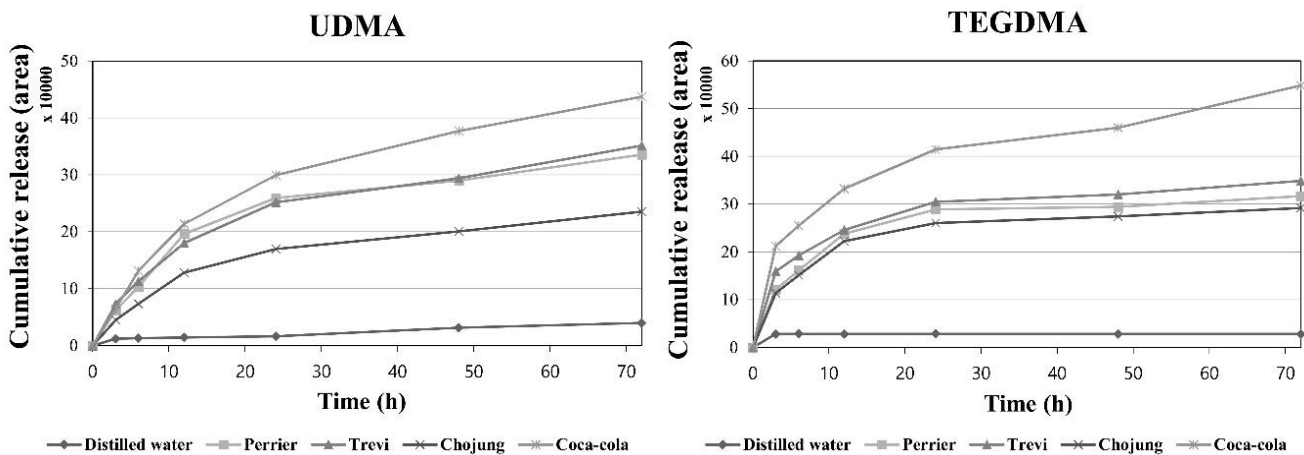 UDMA
Cumulative release (area)
x 10000
50
40
30
20
10
0
0 10 20 30 40 50 60 70
Time (h)
Distilled water Perrier Trevi Chojung Coca-cola
TEGDMA
Cumulative realease (area)
x 10000
60
50
40
30
20
10
0
0 10 20 30 40 50 60 70
Time (h)
Distilled water Perrier Trevi Chojung Coca-cola